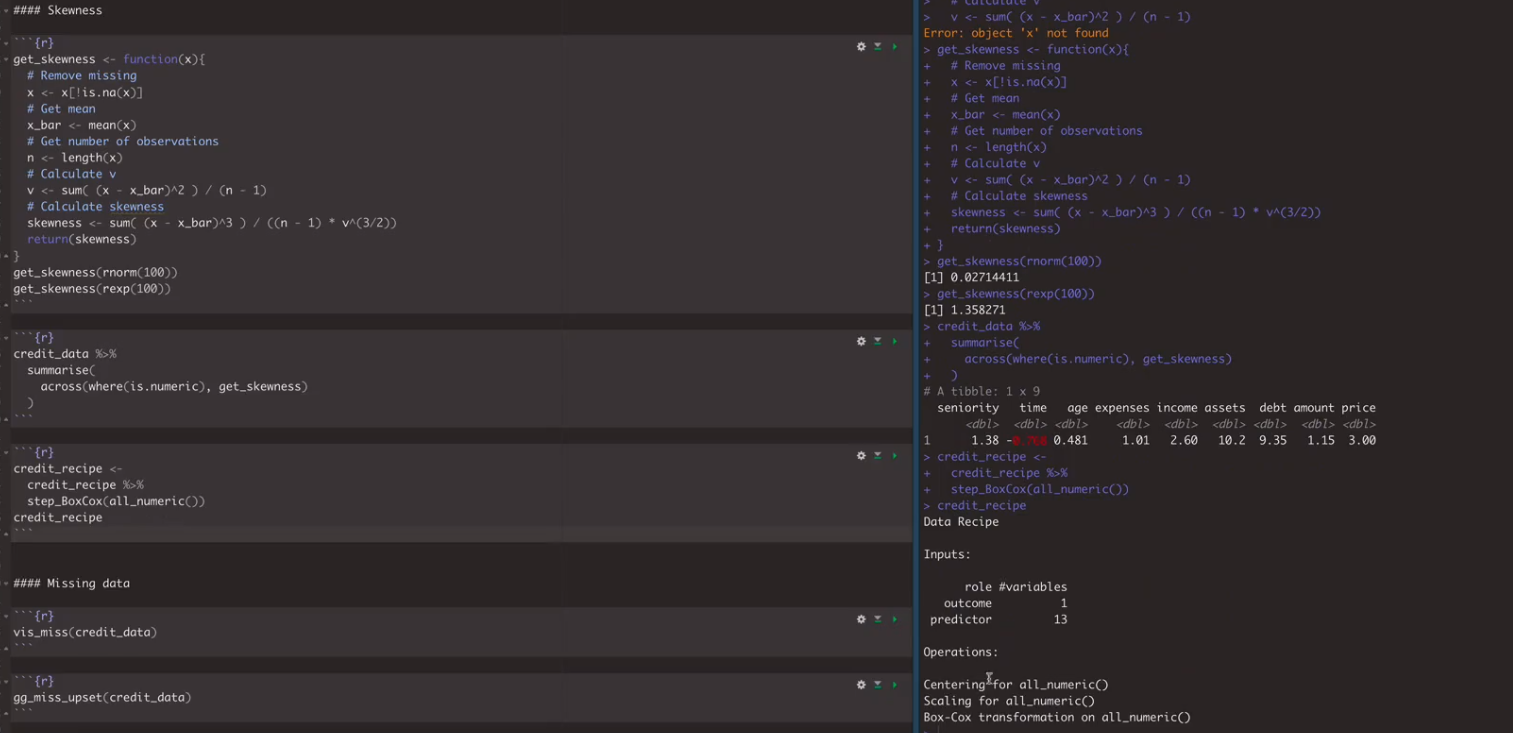 #### Skewness
```{r}
get_skewness <- function(x){
  # Remove missing
  x <- x[!is.na(x)]
  # Get mean
  x_bar <- mean(x)
  # Get number of observations
  n <- length(x)
  # Calculate v
  v <- sum( (x - x_bar)^2 ) / (n - 1)
  # Calculate skewness
  skewness <- sum( (x - x_bar)^3 ) / ((n - 1) * v^(3/2))
  return(skewness)
}
get_skewness(rnorm(100))
get_skewness(rexp(100))
```
```{r}
credit_data %>%
  summarise(
    across(where(is.numeric), get_skewness)
  )
```
```{r}
credit_recipe <-
  credit_recipe %>%
  step_BoxCox(all_numeric())
credit_recipe
```
#### Missing data
```{r}
vis_miss(credit_data)
```
```{r}
gg_miss_upset(credit_data)
```
>   # Calculate v
>   v <- sum( (x - x_bar)^2 ) / (n - 1)
Error: object 'x' not found
> get_skewness <- function(x){
+   # Remove missing
+   x <- x[!is.na(x)]
+   # Get mean
+   x_bar <- mean(x)
+   # Get number of observations
+   n <- length(x)
+   # Calculate v
+   v <- sum( (x - x_bar)^2 ) / (n - 1)
+   # Calculate skewness
+   skewness <- sum( (x - x_bar)^3 ) / ((n - 1) * v^(3/2))
+   return(skewness)
+ }
> get_skewness(rnorm(100))
[1] 0.02714411
> get_skewness(rexp(100))
[1] 1.358271
> credit_data %>%
+   summarise(
+     across(where(is.numeric), get_skewness)
+   )
# A tibble: 1 x 9
  seniority   time   age expenses income assets  debt amount price
      <dbl>  <dbl> <dbl>    <dbl>  <dbl>  <dbl> <dbl>  <dbl> <dbl>
1      1.38 -0.766 0.481     1.01   2.60   10.2  9.35   1.15  3.00
> credit_recipe <-
+   credit_recipe %>%
+   step_BoxCox(all_numeric())
> credit_recipe
Data Recipe
Inputs:
      role #variables
   outcome          1
 predictor         13
Operations:
Centering for all_numeric()
Scaling for all_numeric()
Box-Cox transformation on all_numeric()
>